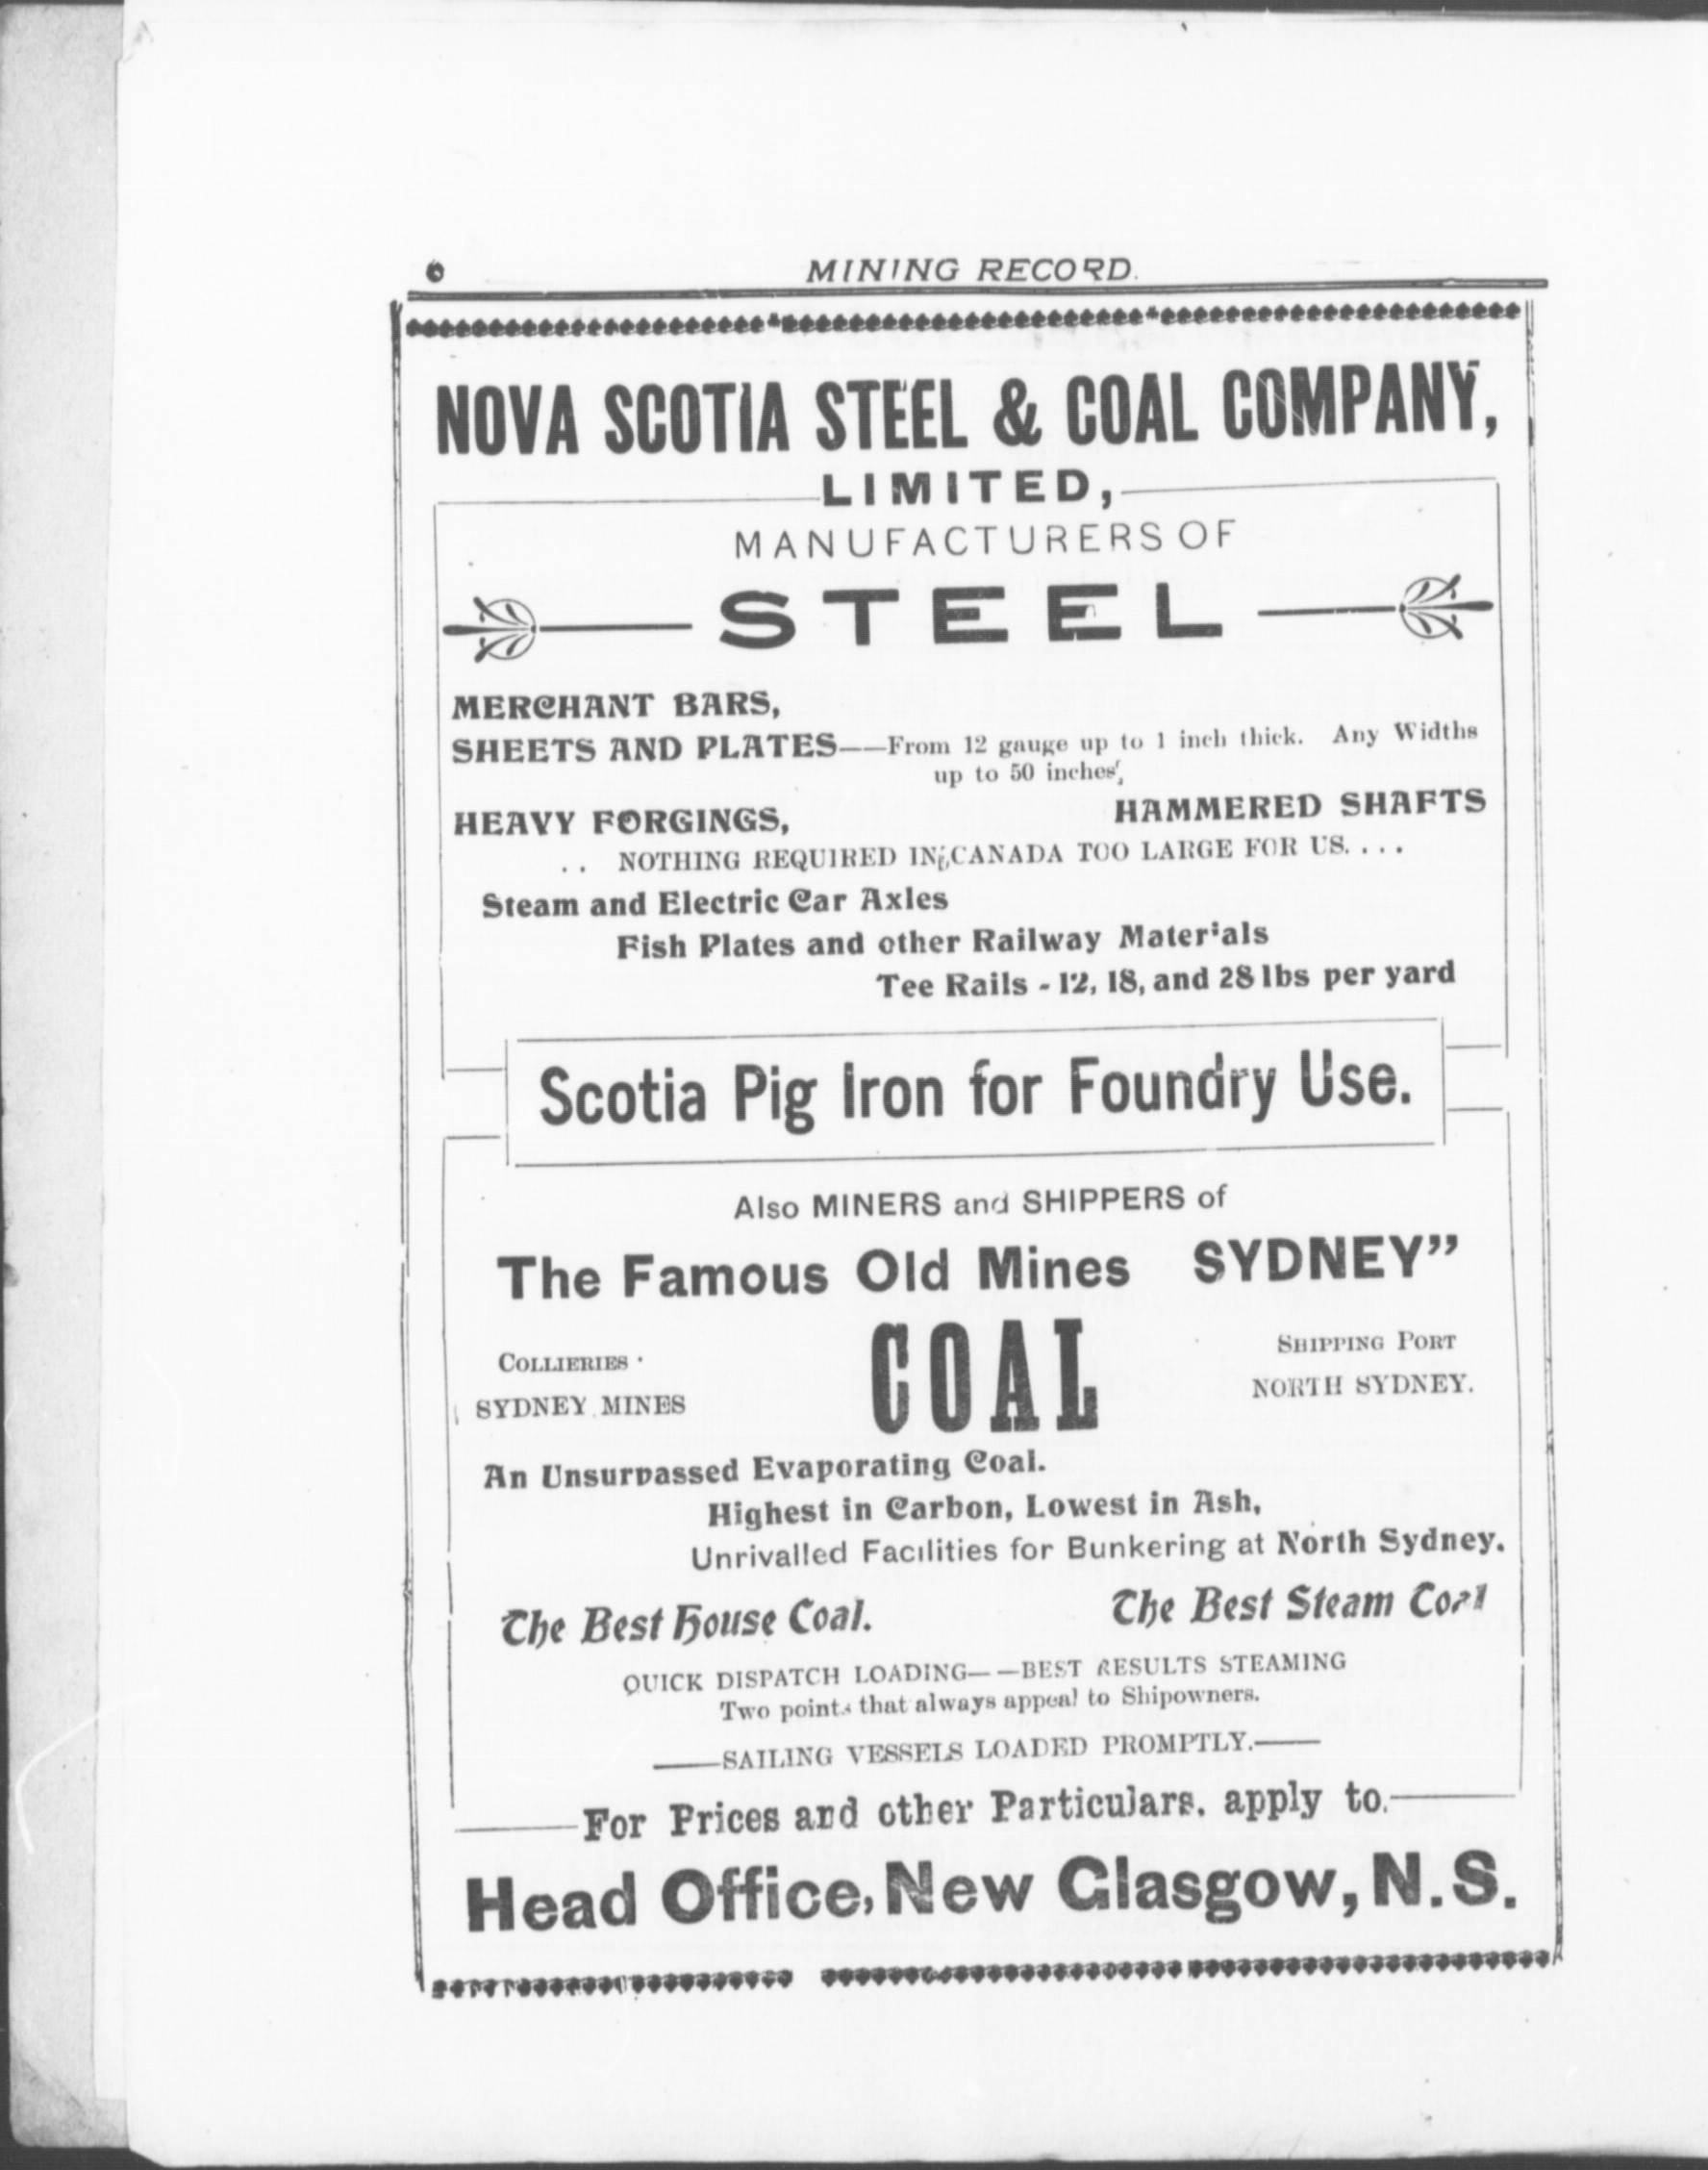 6 MINING RECORD.
NOVA SCOTIA STEEL & COAL COMPANY,
LIMITED,
MANUFACTURERS OF
STEEL
MERCHANT BARS,
SHEETS AND PLATES——From 12 gauge up to 1 inch thick. Any Widths
up to 50 inches,
HEAVY FORGINGS, HAMMERED SHAFTS
. . NOTHING REQUIRED IN CANADA TOO LARGE FOR US. . . .
Steam and Electric Car Axles
Fish Plates and other Railway Materials
Tee Rails - 12, 18, and 28 lbs per yard
Scotia Pig Iron for Foundry Use.
Also MINERS and SHIPPERS of
The Famous Old Mines SYDNEY”
COAL
COLLIERIES
SYDNEY MINES
SHIPPING PORT
NORTH SYDNEY.
An Unsurpassed Evaporating Coal.
Highest in Carbon, Lowest in Ash,
Unrivalled Facilities for Bunkering at North Sydney.
The Best House Coal. The Best Steam Coal
QUICK DISPATCH LOADING——BEST RESULTS STEAMING
Two points that always appeal to Shipowners.
——SAILING VESSELS LOADED PROMPTLY.——
For Prices and other Particulars, apply to.
Head Office, New Glasgow, N.S.